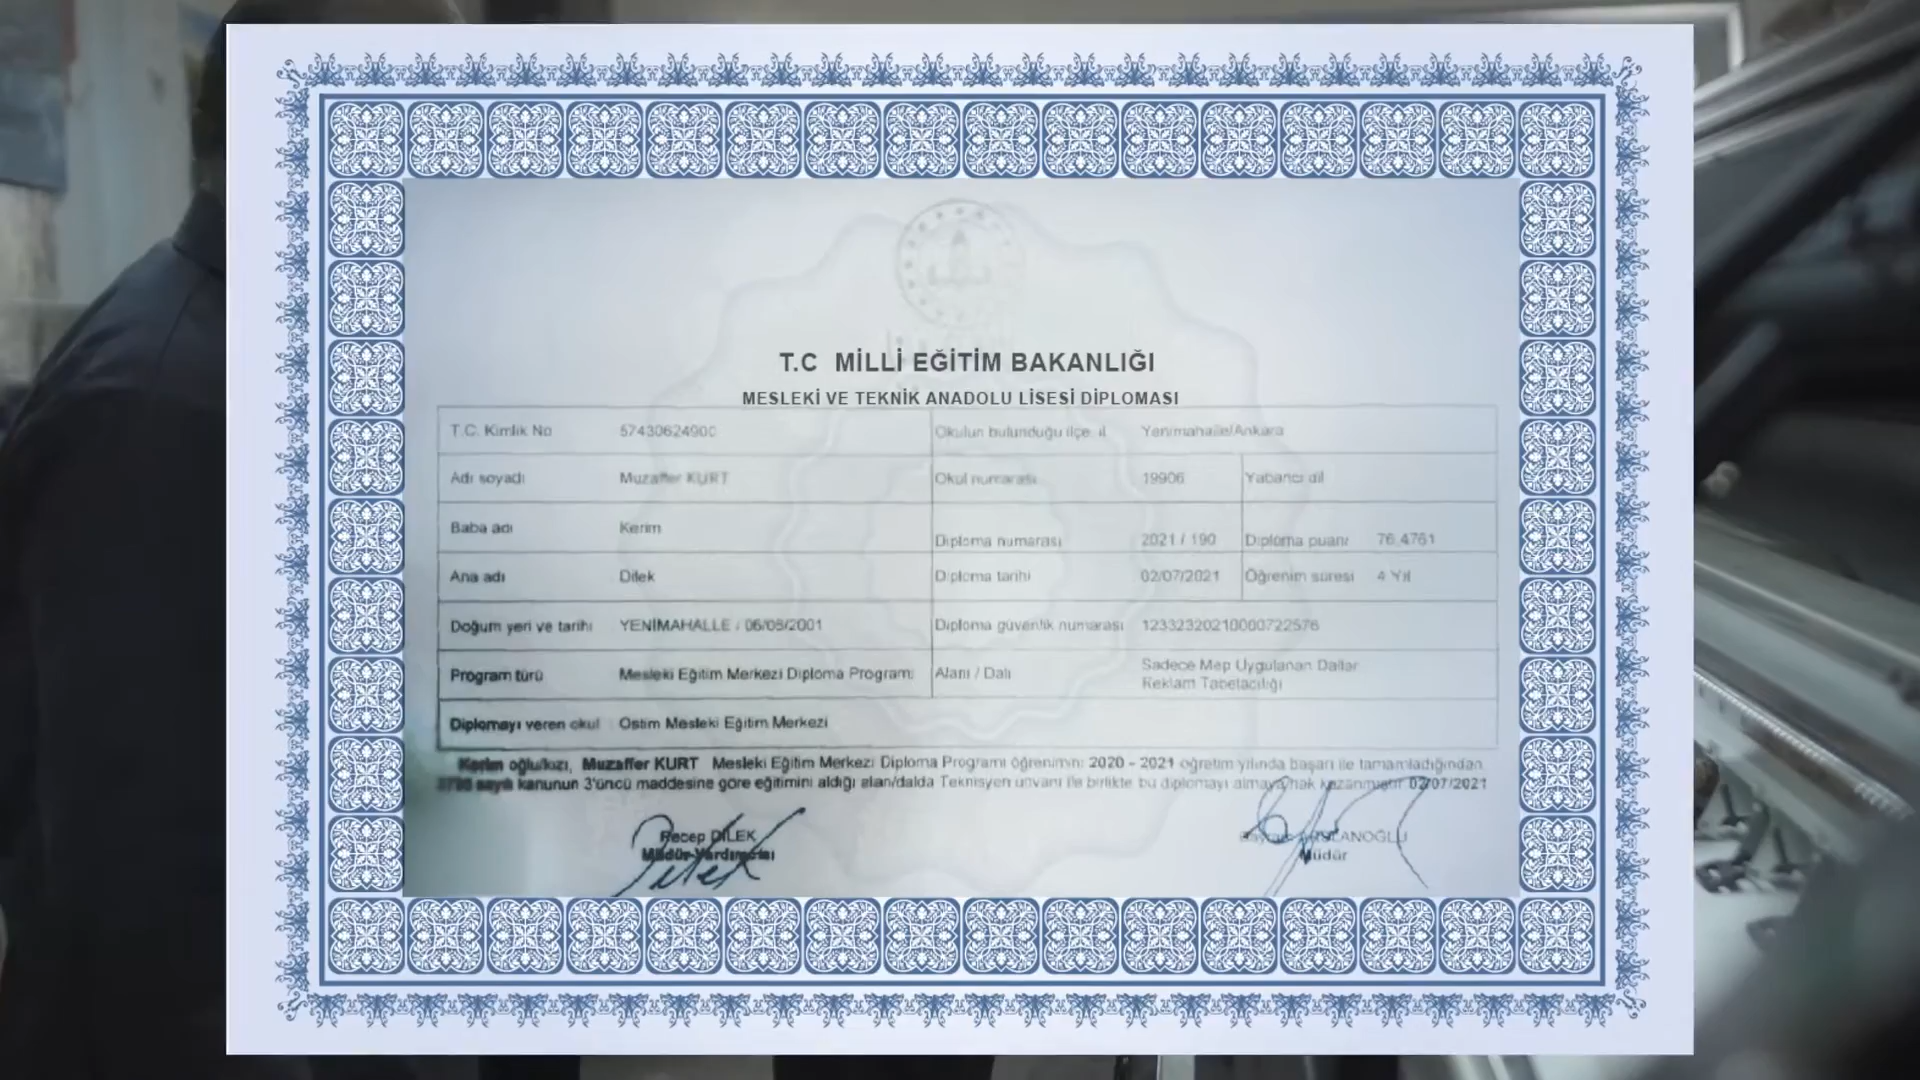 T.C MİLLİ EĞİTİM BAKANLIĞI
MESLEKİ VE TEKNİK ANADOLU LİSESİ DİPLOMASI
T.C. Kimlik No 57430624900 Okulun bulunduğu ilçe, il Yenimahalle/Ankara
Adı soyadı Muzaffer KURT Okul numarası 19906 Yabancı dil
Baba adı Kerim Diploma numarası 2021 / 190 Diploma puanı 76,4761
Ana adı Dilek Diploma tarihi 02/07/2021 Öğrenim süresi 4 Yıl
Doğum yeri ve tarihi YENİMAHALLE / 06/05/2001 Diploma güvenlik numarası 12332320210000722576
Program türü Mesleki Eğitim Merkezi Diploma Programı Alanı / Dalı Sadece Mep Uygulanan Dallar
Reklam Tabelacılığı
Diplomayı veren okul Ostim Mesleki Eğitim Merkezi
Kerim oğlu/kızı, Muzaffer KURT Mesleki Eğitim Merkezi Diploma Programı öğrenimini 2020 - 2021 öğretim yılında başarı ile tamamladığından
sayılı kanunun 3'üncü maddesine göre eğitimini aldığı alan/dalda Teknisyen unvanı ile birlikte bu diplomayı almaya hak kazanmıştır 02/07/2021
Recep DİLEK
Müdür Yardımcısı
Müdür